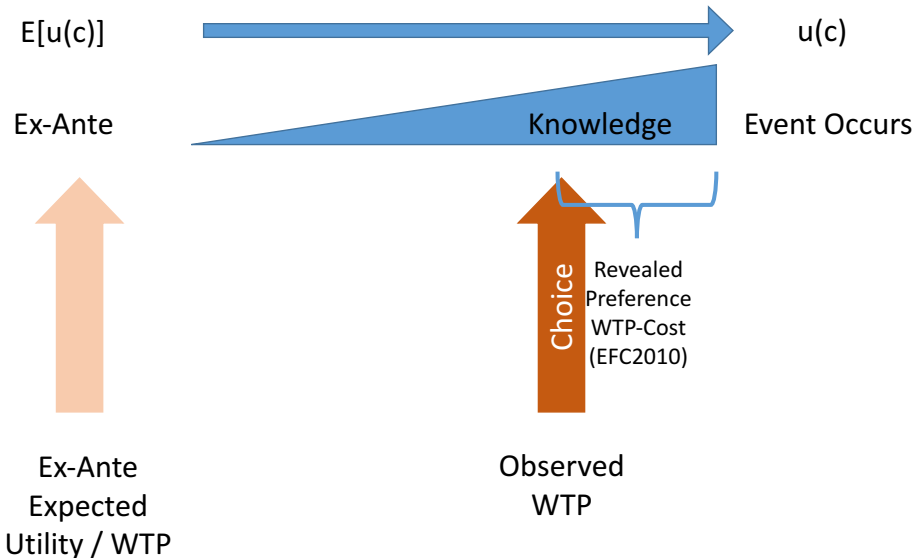 E[u(c)]
u(c)
Ex-Ante
Knowledge
Event Occurs
Choice
Revealed
Preference
WTP-Cost
(EFC2010)
Ex-Ante
Expected
Utility / WTP
Observed
WTP